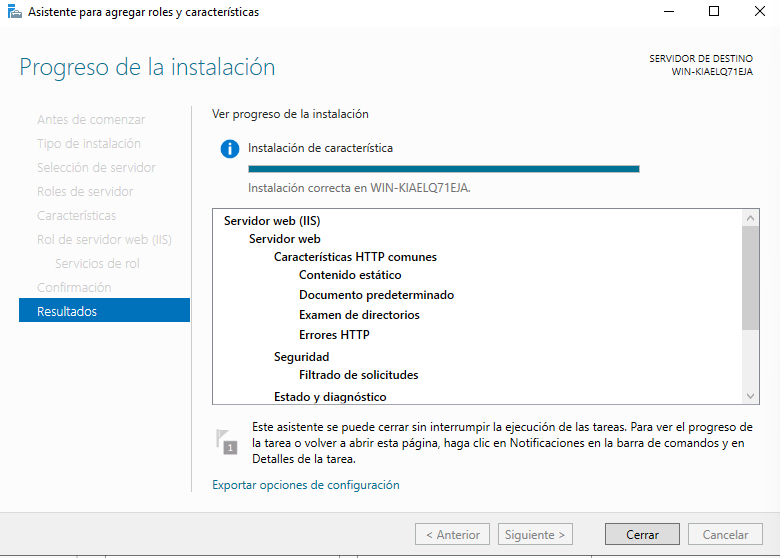 Asistente para agregar roles y características
Progreso de la instalación
SERVIDOR DE DESTINO
WIN-KIAELQ71EJA
Antes de comenzar
Tipo de instalación
Selección de servidor
Roles de servidor
Características
Rol de servidor web (IIS)
Servicios de rol
Confirmación
Resultados
Ver progreso de la instalación
Instalación de característica
Instalación correcta en WIN-KIAELQ71EJA.
Servidor web (IIS)
Servidor web
Características HTTP comunes
Contenido estático
Documento predeterminado
Examen de directorios
Errores HTTP
Seguridad
Filtrado de solicitudes
Estado y diagnóstico
1
Este asistente se puede cerrar sin interrumpir la ejecución de las tareas. Para ver el progreso de
la tarea o volver a abrir esta página, haga clic en Notificaciones en la barra de comandos y en
Detalles de la tarea.
Exportar opciones de configuración
< Anterior
Siguiente >
Cerrar
Cancelar